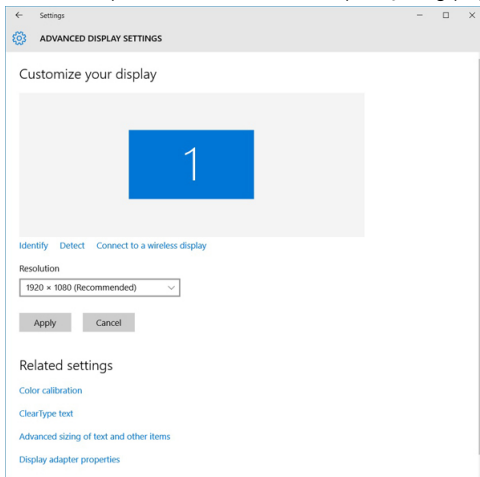 Settings
ADVANCED DISPLAY SETTINGS
Customize your display
1
Identify Detect Connect to a wireless display
Resolution
1920 × 1080 (Recommended)
Apply Cancel
Related settings
Color calibration
ClearType text
Advanced sizing of text and other items
Display adapter properties